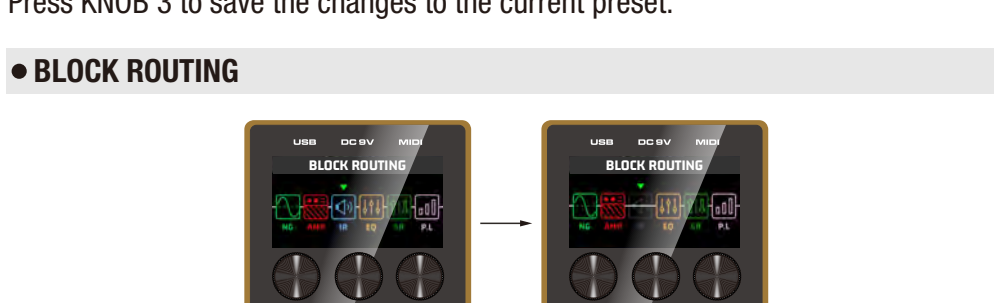 Press KNOB 3 to save the changes to the current preset.
● BLOCK ROUTING
USB DC 9V MIDI
BLOCK ROUTING
NG AMP IR EQ P.L
USB DC 9V MIDI
BLOCK ROUTING
NG AMP EQ P.L